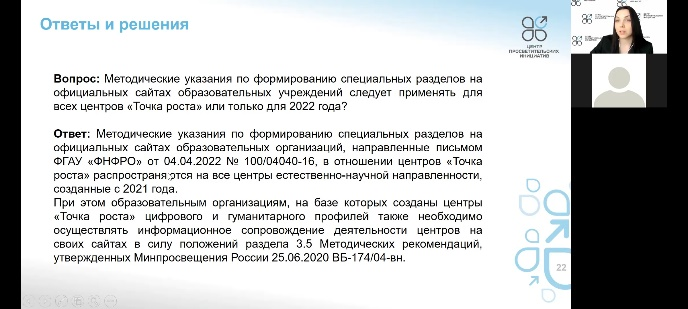 Ответы и решения
ЦЕНТР
ПРОСВЕТИТЕЛЬСКИХ
ИНИЦИАТИВ
Вопрос: Методические указания по формированию специальных разделов на
официальных сайтах образовательных учреждений следует применять для
всех центров «Точка роста» или только для 2022 года?
Ответ: Методические указания по формированию специальных разделов на
официальных сайтах образовательных организаций, направленные письмом
ФГАУ «ФНФРО» от 04.04.2022 № 100/04040-16, в отношении центров «Точка
роста» распространяются на все центры естественно-научной направленности,
созданные с 2021 года.
При этом образовательным организациям, на базе которых созданы центры
«Точка роста» цифрового и гуманитарного профилей также необходимо
осуществлять информационное сопровождение деятельности центров на
своих сайтах в силу положений раздела 3.5 Методических рекомендаций,
утвержденных Минпросвещения России 25.06.2020 ВБ-174/04-вн.
22